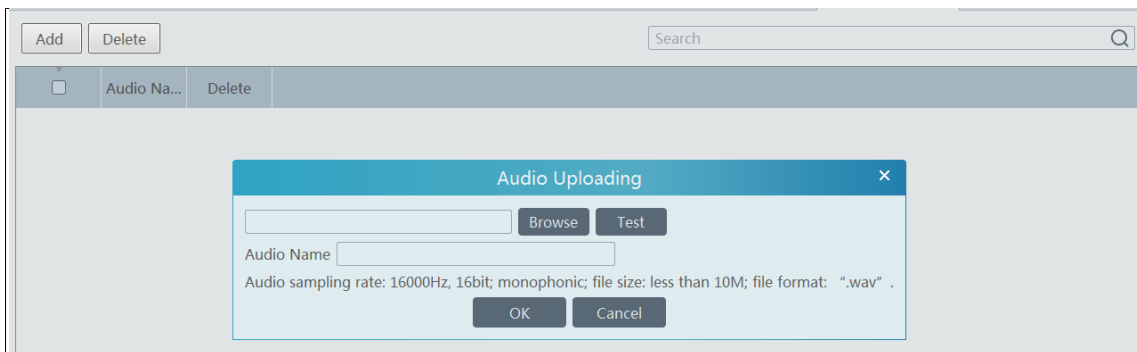 Add Delete Search
Audio Na... Delete
Audio Uploading ×
Browse Test
Audio Name
Audio sampling rate: 16000Hz, 16bit; monophonic; file size: less than 10M; file format: “.wav” .
OK Cancel